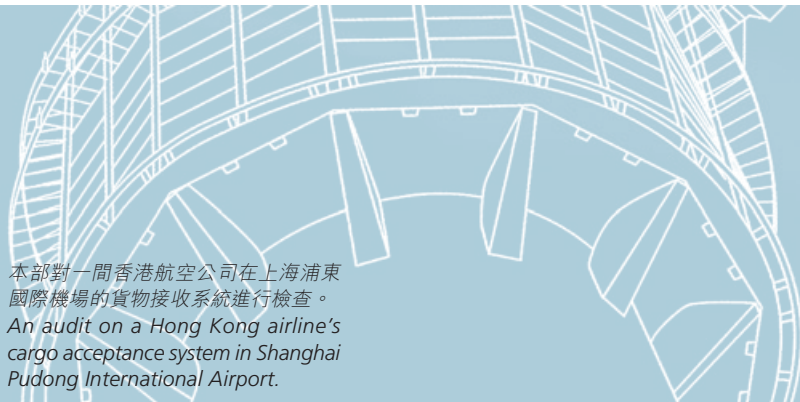 本部對一間香港航空公司在上海浦東
國際機場的貨物接收系統進行檢查。
An audit on a Hong Kong airline's
cargo acceptance system in Shanghai
Pudong International Airport.